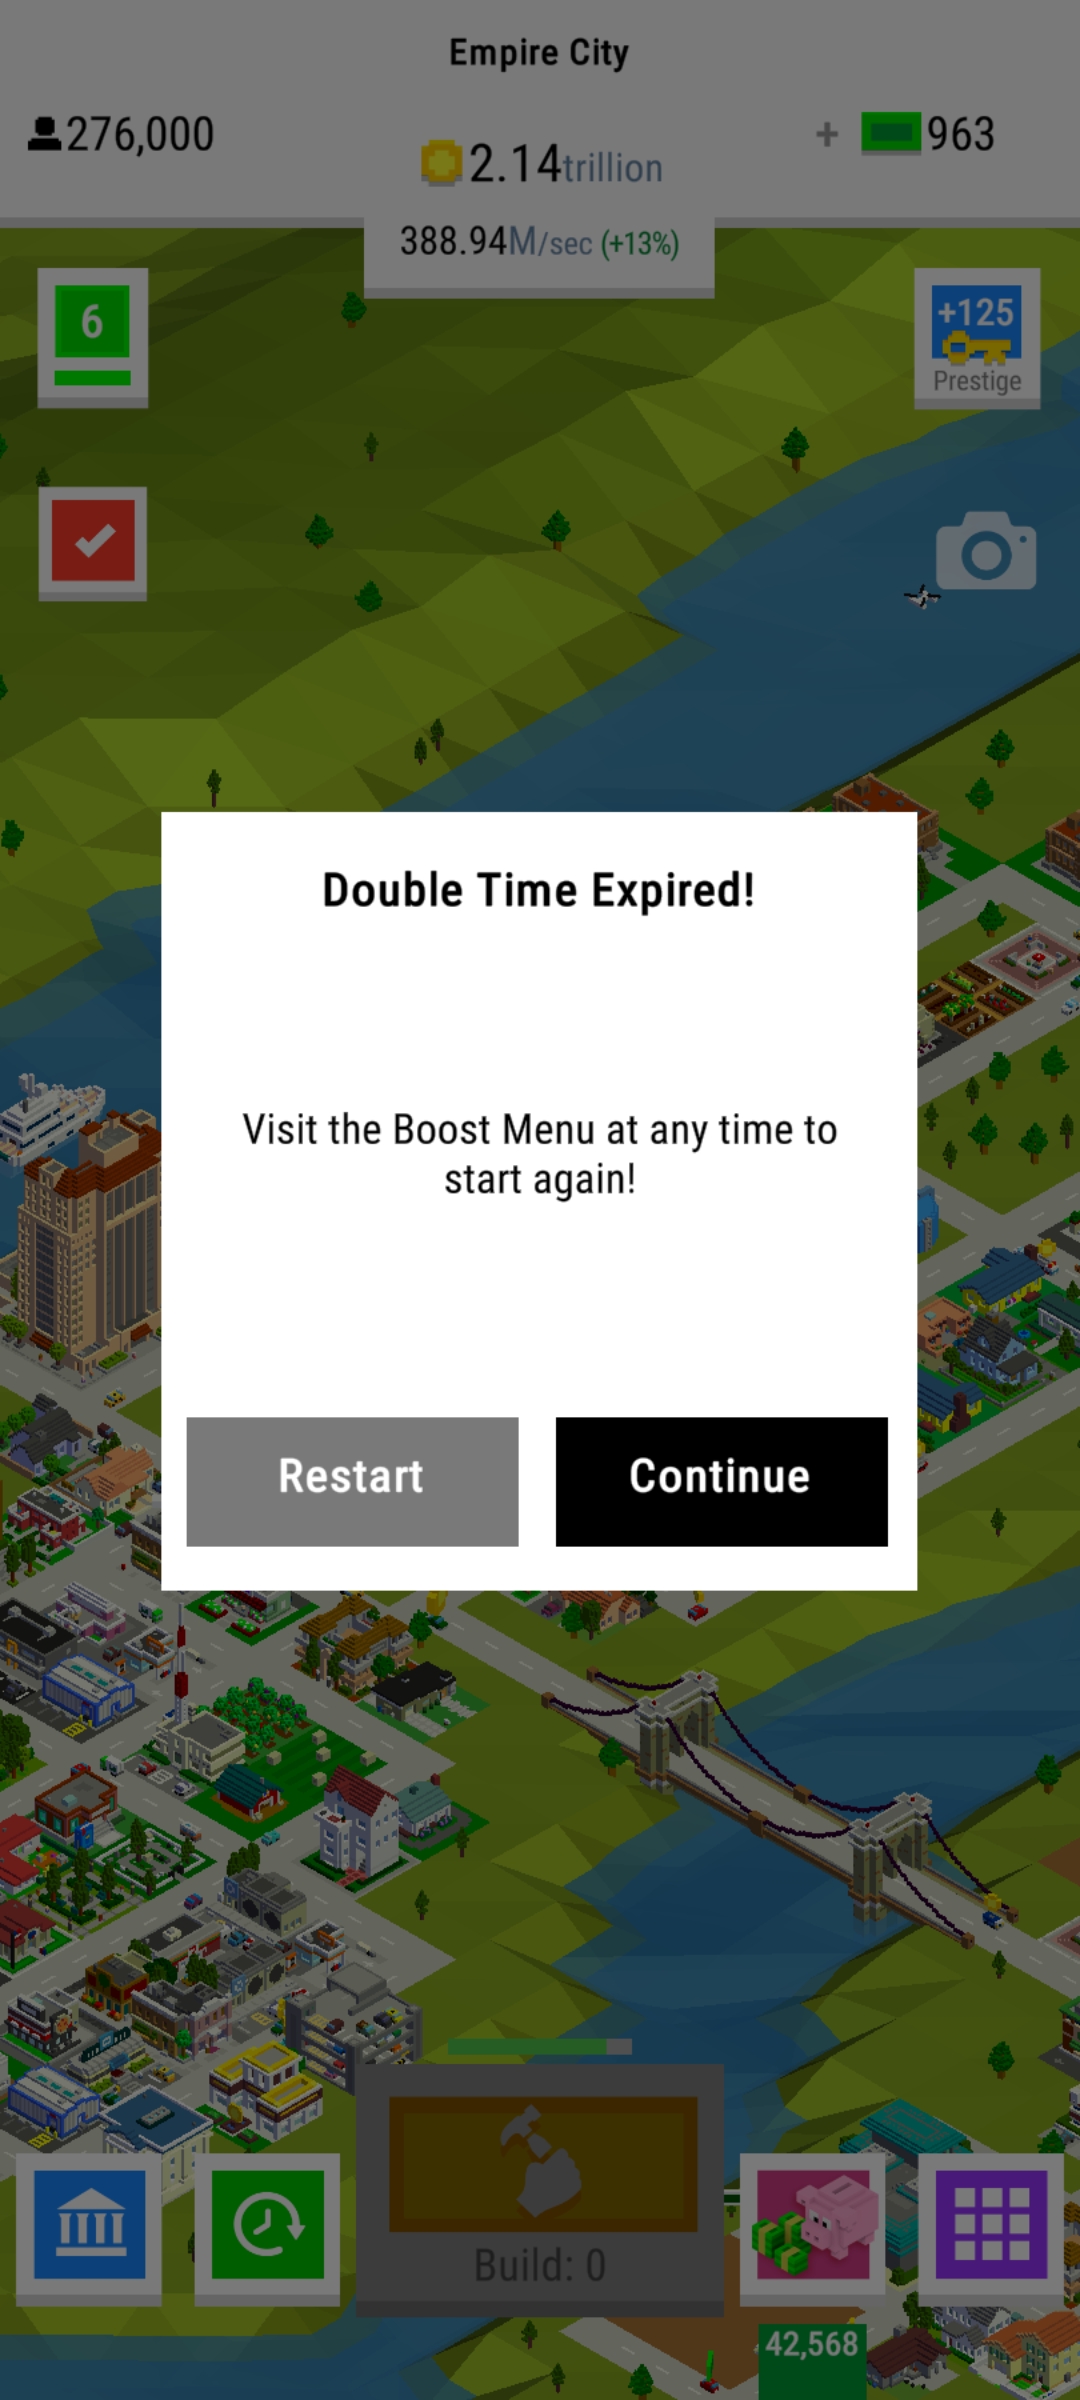 Empire City
276,000
2.14trillion
+ 963
388.94M/sec (+13%)
6
+125
Prestige
Double Time Expired!
Visit the Boost Menu at any time to
start again!
Restart
Continue
Build: 0
42,568